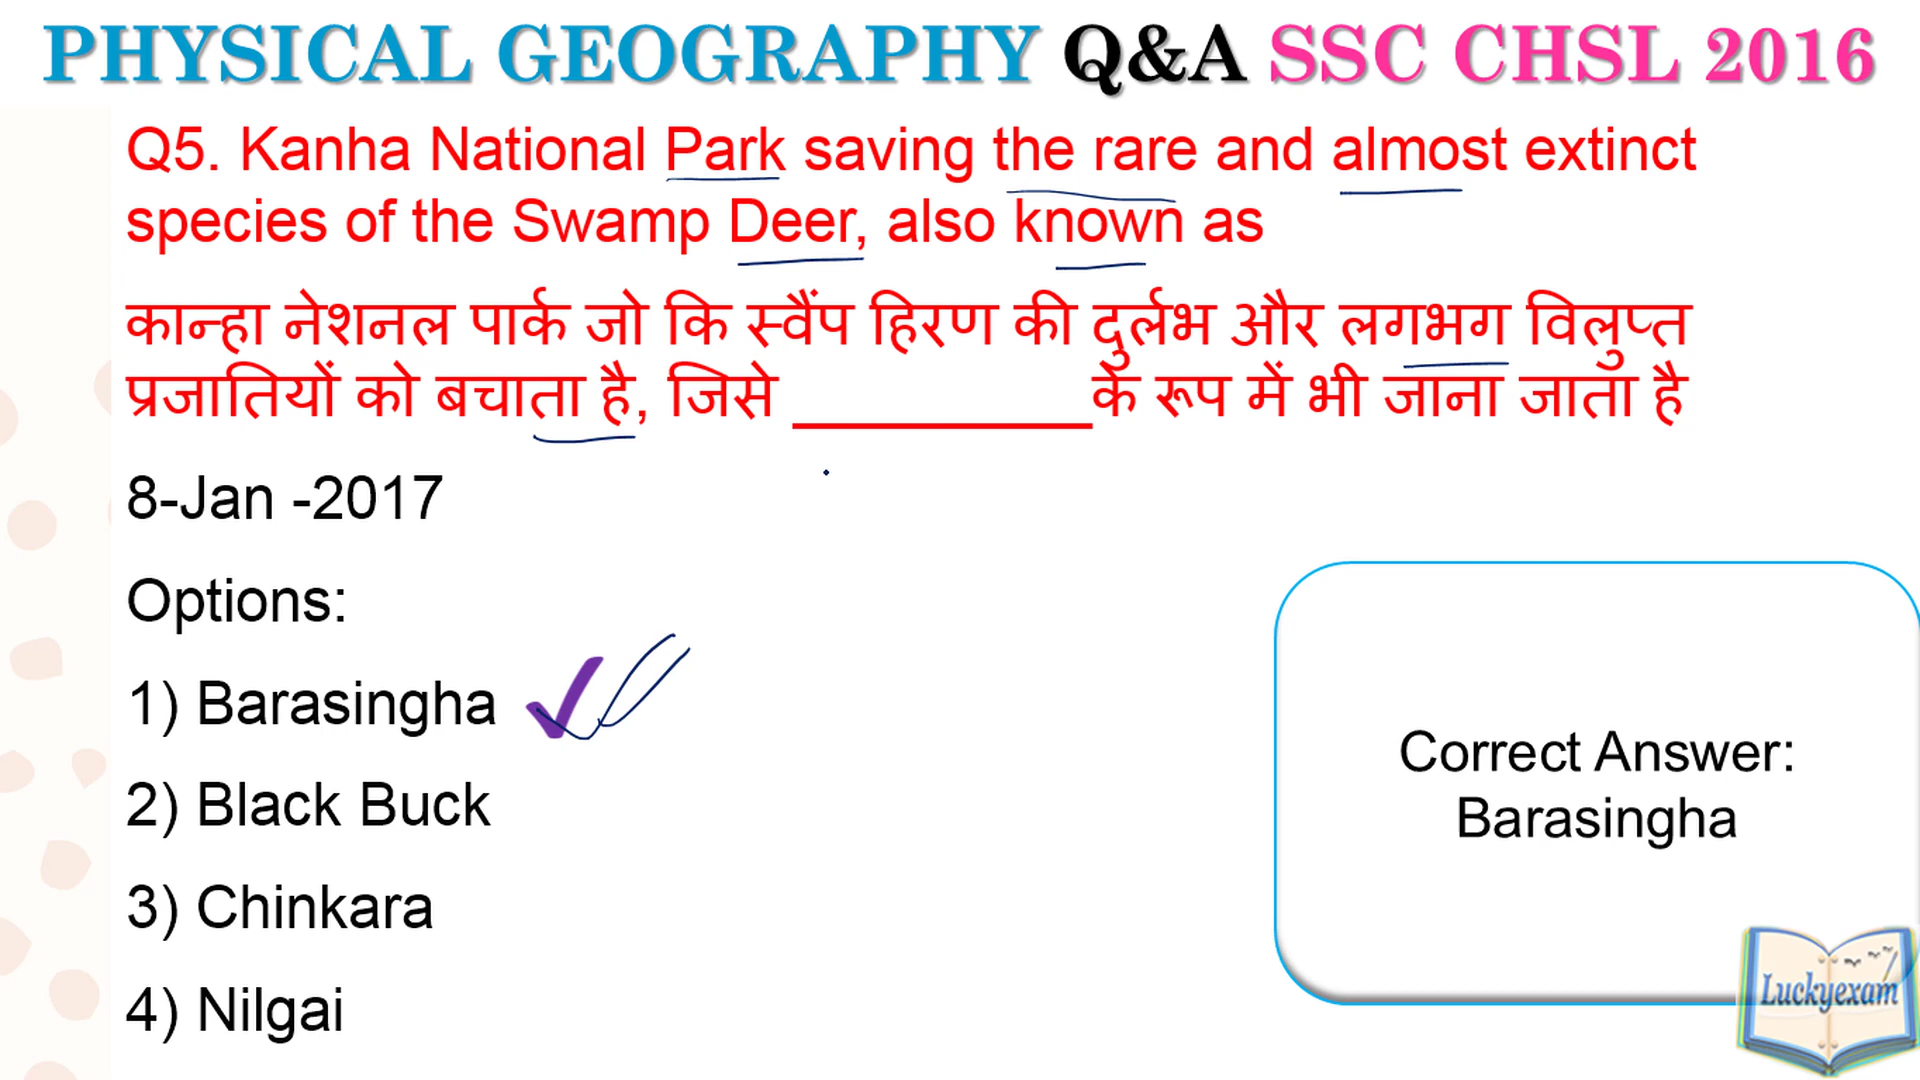 PHYSICAL GEOGRAPHY Q&A SSC CHSL 2016
Q5. Kanha National Park saving the rare and almost extinct
species of the Swamp Deer, also known as
कान्हा नेशनल पार्क जो कि स्वैंप हिरण की दुर्लभ और लगभग विलुप्त
प्रजातियों को बचाता है, जिसे __________के रूप में भी जाना जाता है
8-Jan -2017
Options:
1) Barasingha
2) Black Buck
3) Chinkara
4) Nilgai
Correct Answer:
Barasingha
Luckyexam